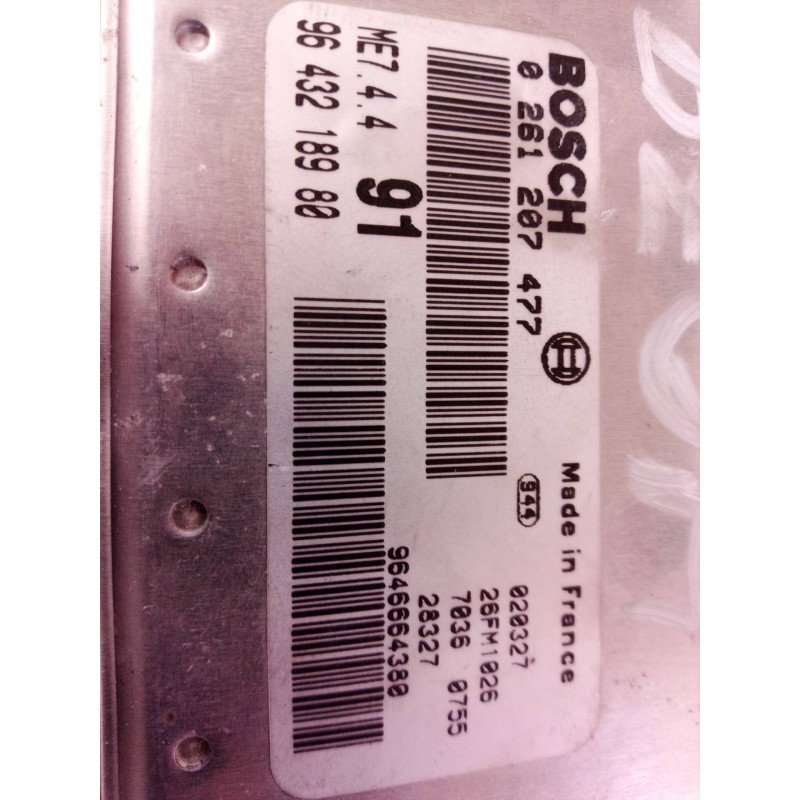 BOSCH
0 261 207 477
Made in France
944
ME7.4.4
91
96 432 189 80
020327
26FM1026
7036 0755
28327
9646664380